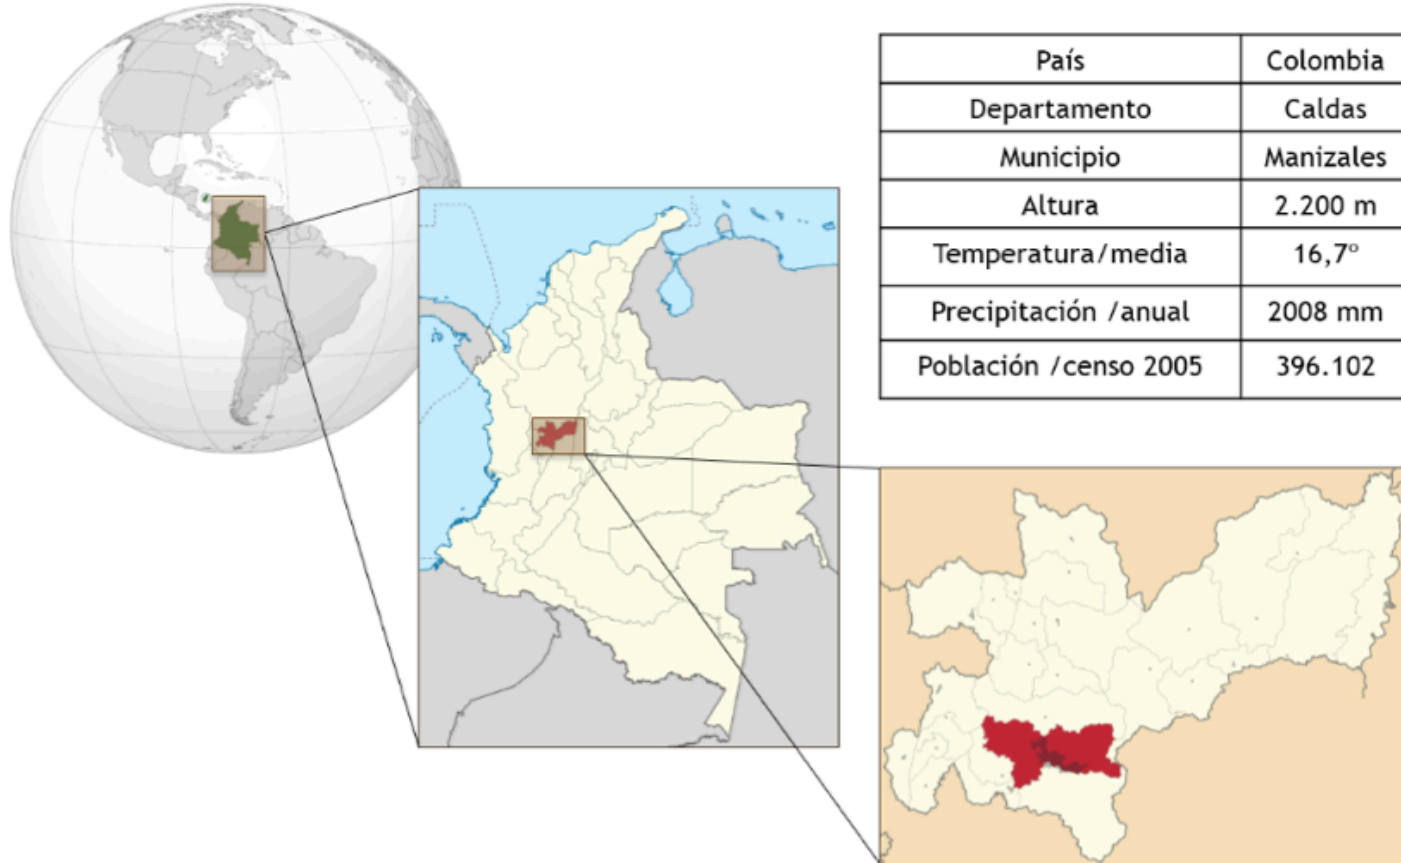 País Colombia
Departamento Caldas
Municipio Manizales
Altura 2.200 m
Temperatura/media 16,7°
Precipitación /anual 2008 mm
Población /censo 2005 396.102